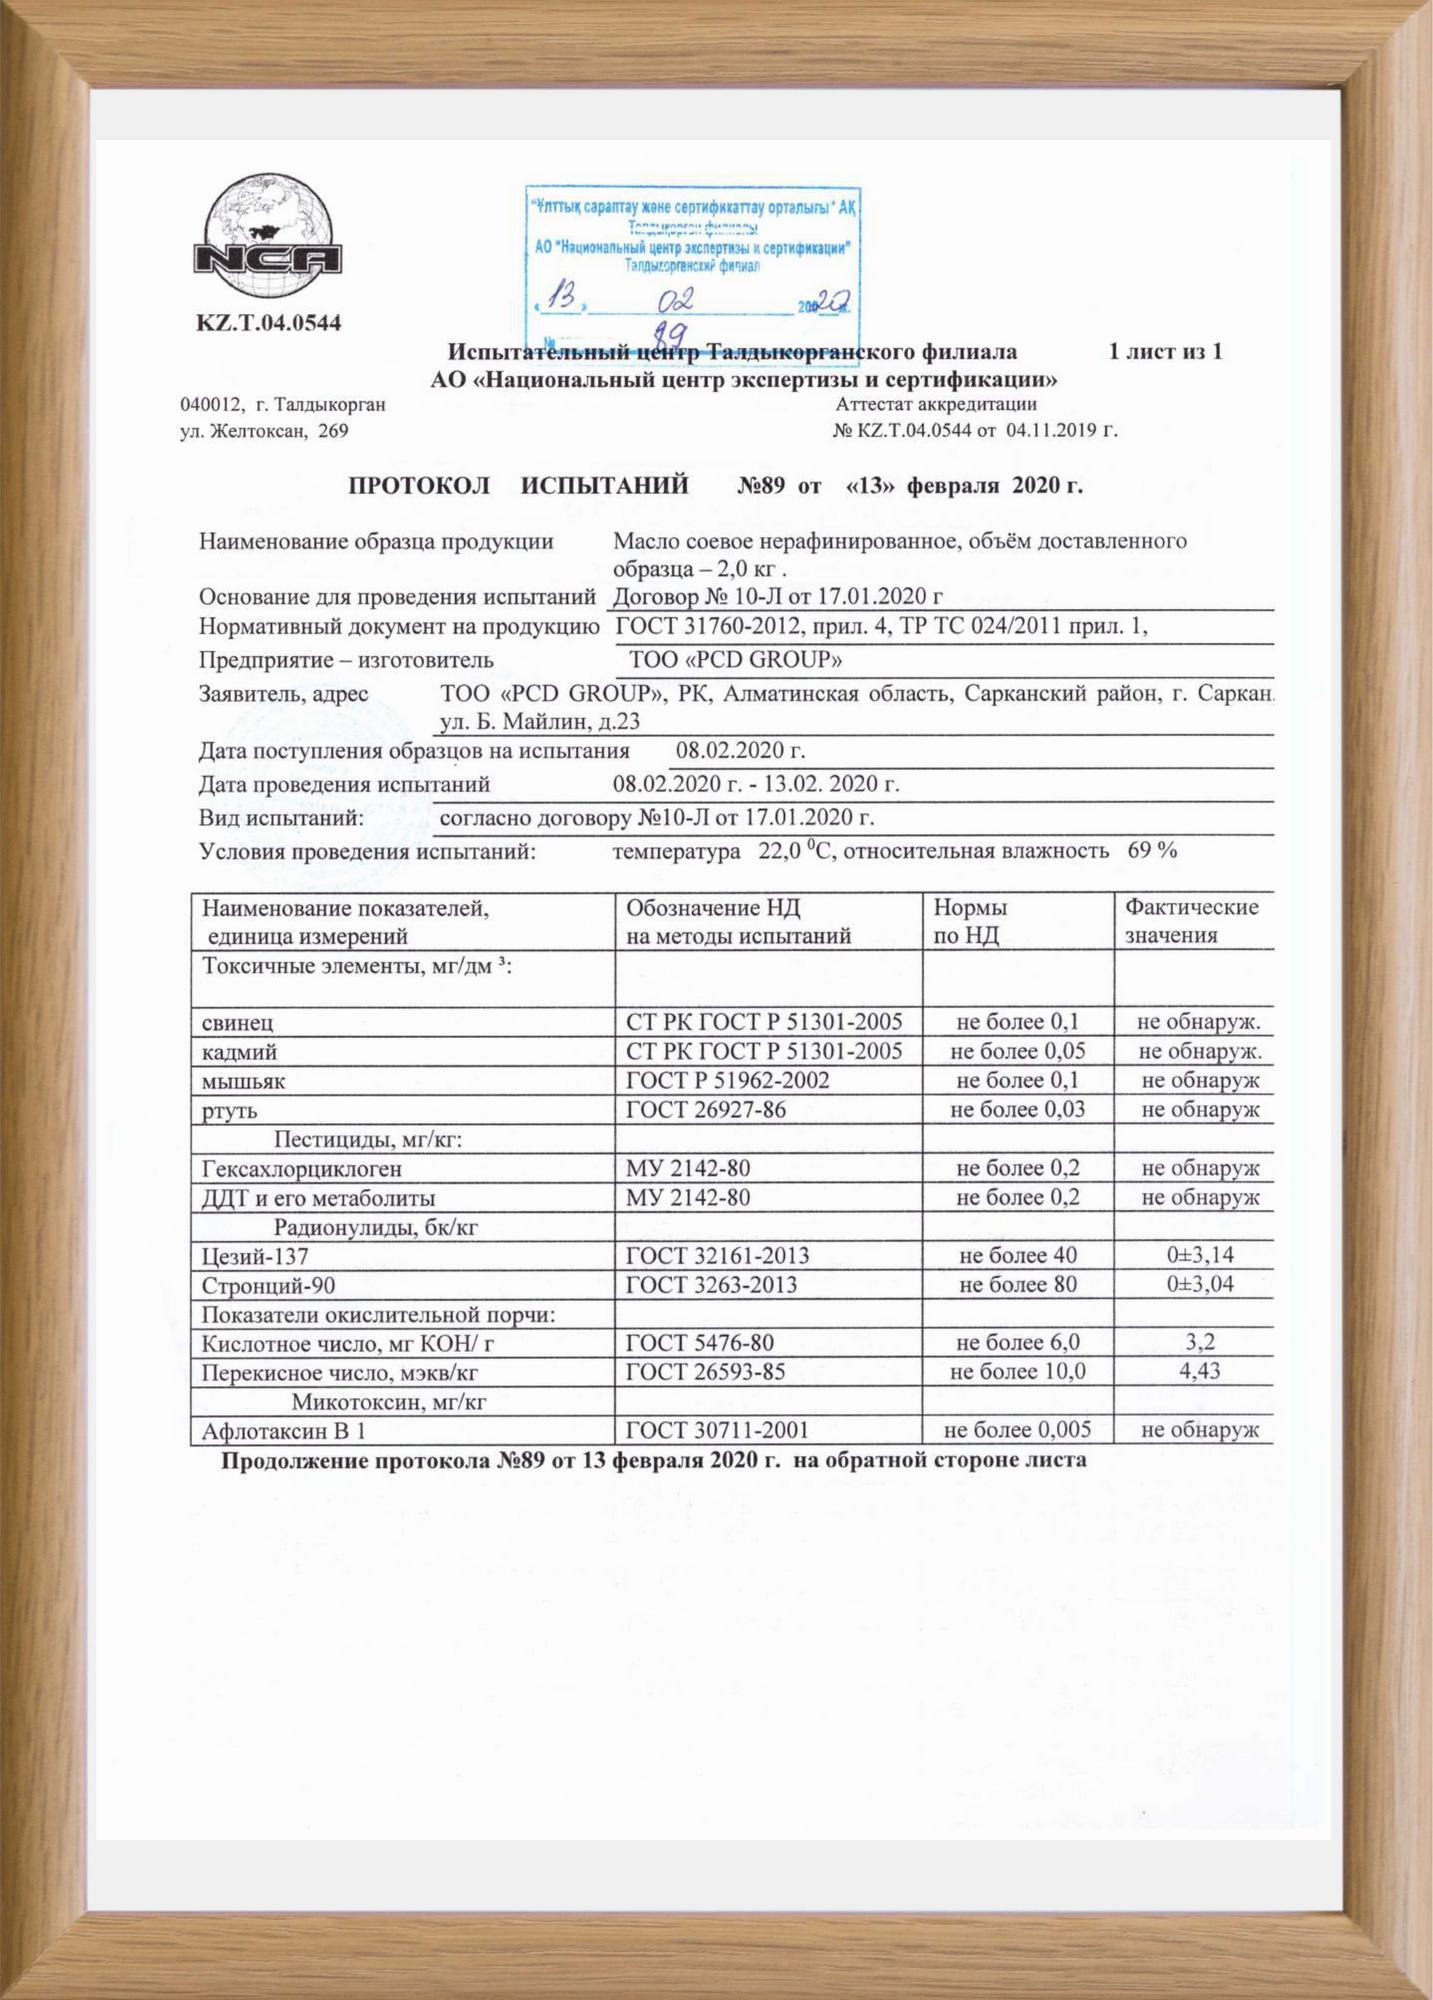 NCA
KZ.T.04.0544
"Ұлттық сараптау және сертификаттау орталығы" АҚ
Талдықорған филиалы
АО "Национальный центр экспертизы и сертификации"
Талдыкорганский филиал
«13» 02 2020 г.
№ 89
Испытательный центр Талдыкорганского филиала 1 лист из 1
АО «Национальный центр экспертизы и сертификации»
040012, г. Талдыкорган Аттестат аккредитации
ул. Желтоксан, 269 № KZ.T.04.0544 от 04.11.2019 г.
ПРОТОКОЛ ИСПЫТАНИЙ №89 от «13» февраля 2020 г.
Наименование образца продукции Масло соевое нерафинированное, объём доставленного
образца – 2,0 кг .
Основание для проведения испытаний Договор № 10-Л от 17.01.2020 г
Нормативный документ на продукцию ГОСТ 31760-2012, прил. 4, ТР ТС 024/2011 прил. 1,
Предприятие – изготовитель ТОО «PCD GROUP»
Заявитель, адрес ТОО «PCD GROUP», РК, Алматинская область, Сарканский район, г. Саркан,
ул. Б. Майлин, д.23
Дата поступления образцов на испытания 08.02.2020 г.
Дата проведения испытаний 08.02.2020 г. - 13.02. 2020 г.
Вид испытаний: согласно договору №10-Л от 17.01.2020 г.
Условия проведения испытаний: температура 22,0 ⁰С, относительная влажность 69 %
Наименование показателей, Обозначение НД Нормы Фактические
единица измерений на методы испытаний по НД значения
Токсичные элементы, мг/дм ³:
свинец СТ РК ГОСТ Р 51301-2005 не более 0,1 не обнаруж.
кадмий СТ РК ГОСТ Р 51301-2005 не более 0,05 не обнаруж.
мышьяк ГОСТ Р 51962-2002 не более 0,1 не обнаруж
ртуть ГОСТ 26927-86 не более 0,03 не обнаруж
Пестициды, мг/кг:
Гексахлорциклоген МУ 2142-80 не более 0,2 не обнаруж
ДДТ и его метаболиты МУ 2142-80 не более 0,2 не обнаруж
Радионулиды, бк/кг
Цезий-137 ГОСТ 32161-2013 не более 40 0±3,14
Стронций-90 ГОСТ 3263-2013 не более 80 0±3,04
Показатели окислительной порчи:
Кислотное число, мг КОН/ г ГОСТ 5476-80 не более 6,0 3,2
Перекисное число, мэкв/кг ГОСТ 26593-85 не более 10,0 4,43
Микотоксин, мг/кг
Афлотаксин В 1 ГОСТ 30711-2001 не более 0,005 не обнаруж
Продолжение протокола №89 от 13 февраля 2020 г. на обратной стороне листа